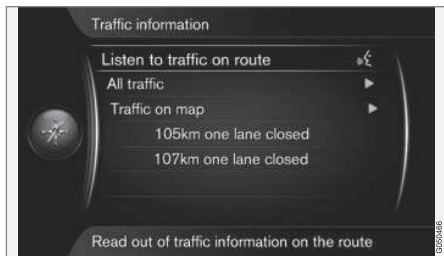 Traffic information
Listen to traffic on route
All traffic
Traffic on map
105km one lane closed
107km one lane closed
Read out of traffic information on the route
G050466